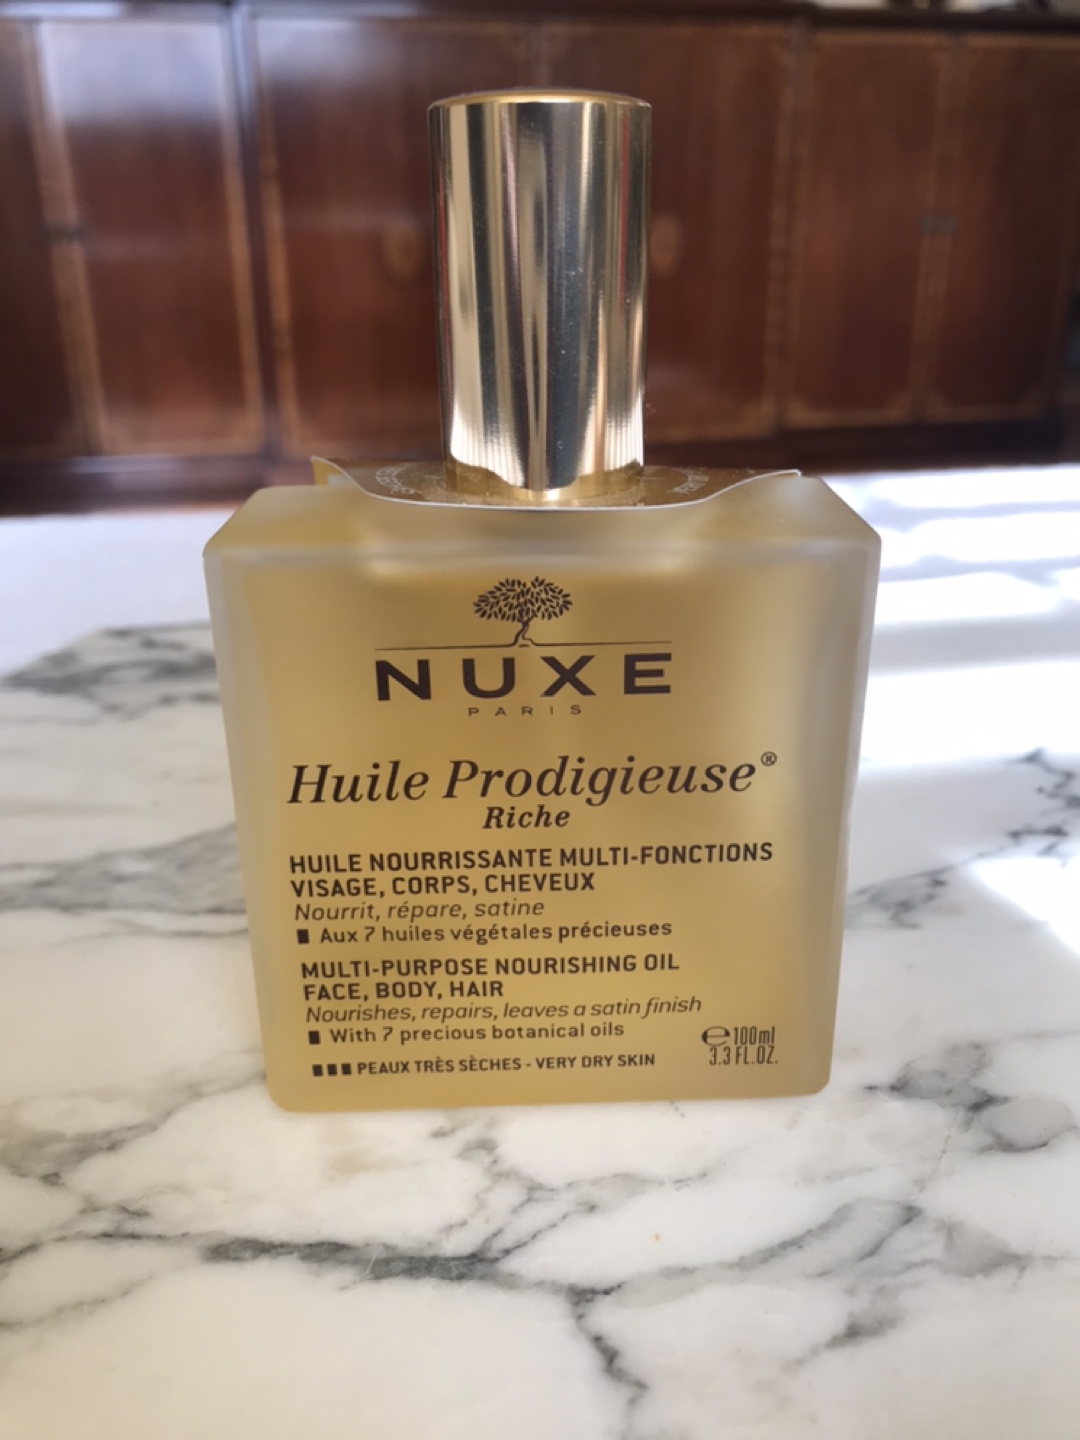 NUXE
PARIS
Huile Prodigieuse®
Riche
HUILE NOURRISSANTE MULTI-FONCTIONS
VISAGE, CORPS, CHEVEUX
Nourrit, répare, satine
■ Aux 7 huiles végétales précieuses
MULTI-PURPOSE NOURISHING OIL
FACE, BODY, HAIR
Nourishes, repairs, leaves a satin finish
■ With 7 precious botanical oils
■■■ PEAUX TRÈS SÈCHES - VERY DRY SKIN
℮100ml
3.3 FL.OZ.